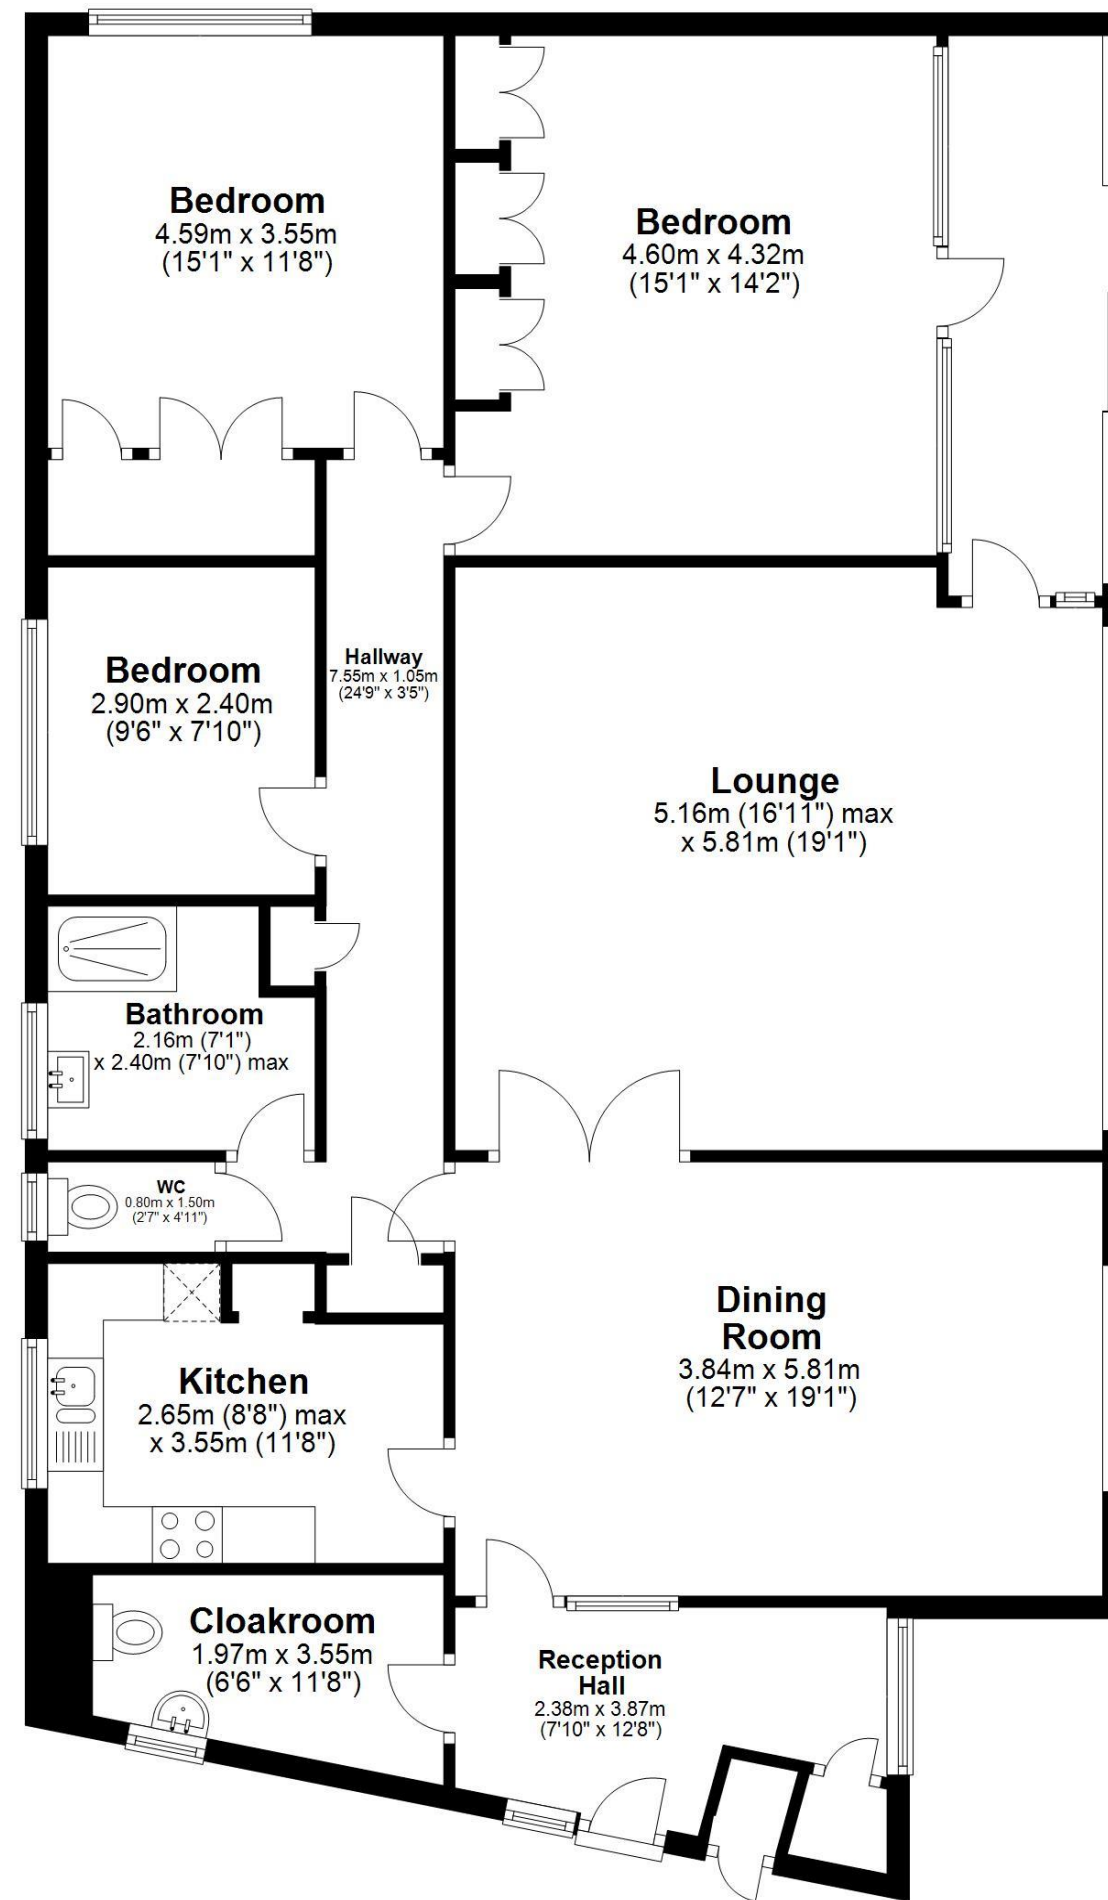 Bedroom
4.59m x 3.55m
(15'1" x 11'8")
Bedroom
4.60m x 4.32m
(15'1" x 14'2")
Bedroom
2.90m x 2.40m
(9'6" x 7'10")
Hallway
7.55m x 1.05m
(24'9" x 3'5")
Lounge
5.16m (16'11") max
x 5.81m (19'1")
Bathroom
2.16m (7'1")
x 2.40m (7'10") max
WC
0.80m x 1.50m
(2'7" x 4'11")
Dining
Room
3.84m x 5.81m
(12'7" x 19'1")
Kitchen
2.65m (8'8") max
x 3.55m (11'8")
Cloakroom
1.97m x 3.55m
(6'6" x 11'8")
Reception
Hall
2.38m x 3.87m
(7'10" x 12'8")